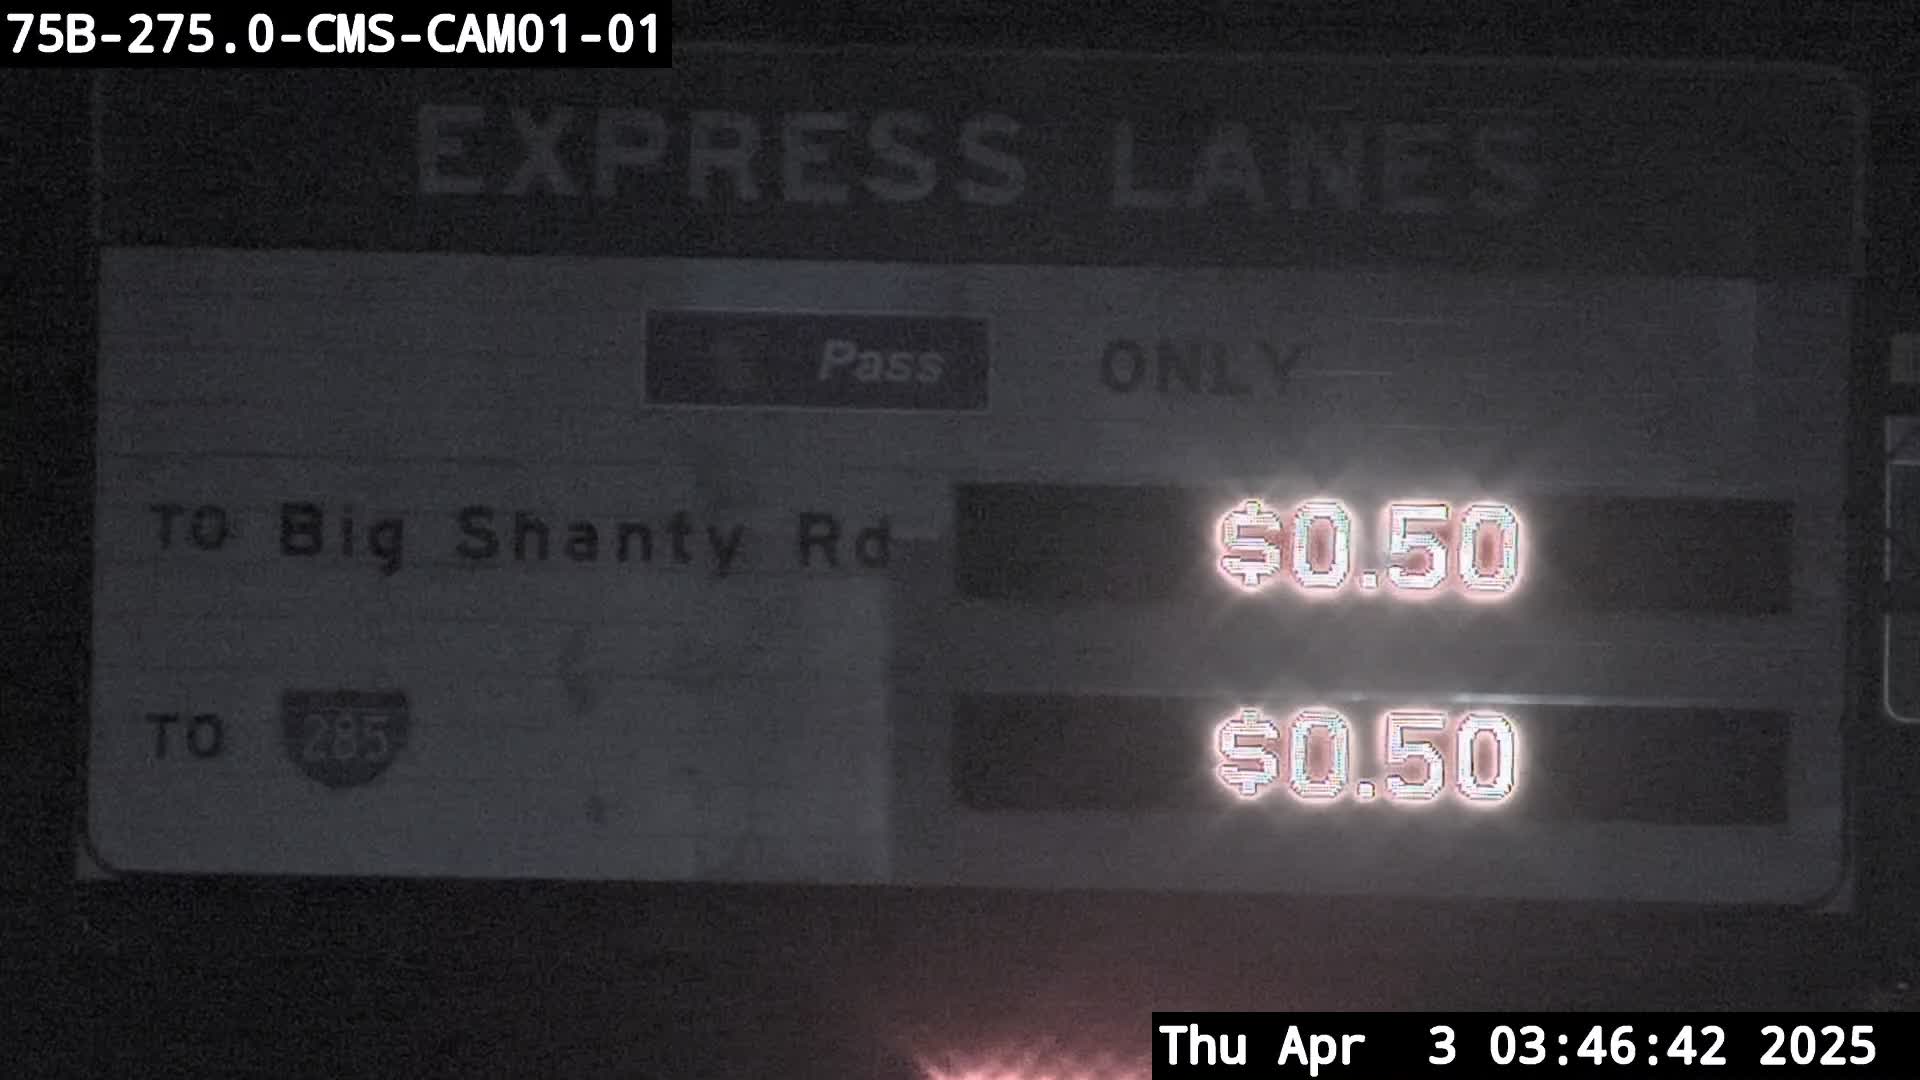 75B-275.0-CMS-CAM01-01
EXPRESS LANES
Pass ONLY
TO Big Shanty Rd $0.50
TO 285 $0.50
Thu Apr 3 03:46:42 2025